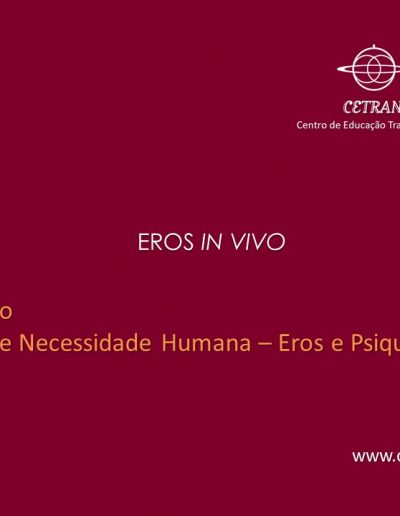 CETRAN
Centro de Educação Tra
EROS IN VIVO
o
e Necessidade Humana – Eros e Psiqu
www.c